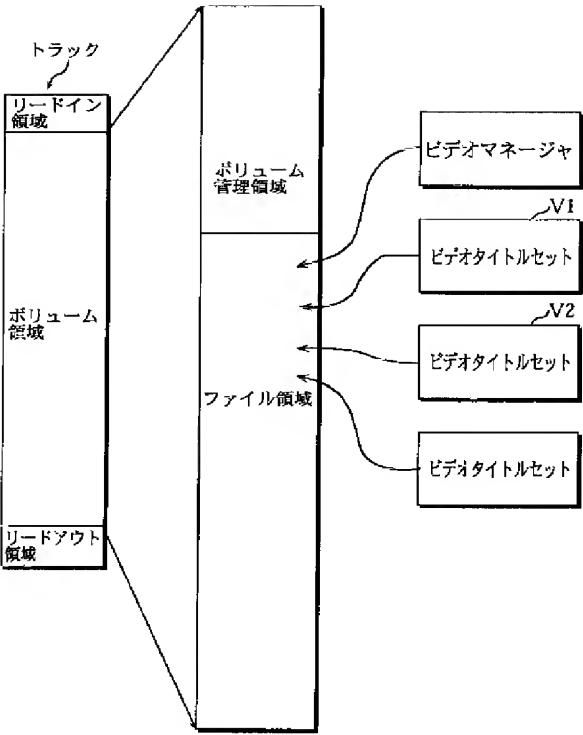 トラック
リードイン
領域
ボリューム
領域
リードアウト
領域
ボリューム
管理領域
ファイル領域
ビデオマネージャ
V1
ビデオタイトルセット
V2
ビデオタイトルセット
ビデオタイトルセット